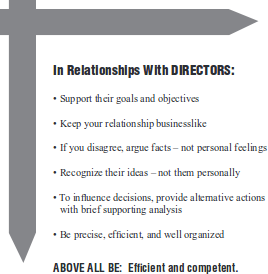 In Relationships With DIRECTORS:
• Support their goals and objectives
• Keep your relationship businesslike
• If you disagree, argue facts – not personal feelings
• Recognize their ideas – not them personally
• To influence decisions, provide alternative actions
with brief supporting analysis
• Be precise, efficient, and well organized
ABOVE ALL BE: Efficient and competent.